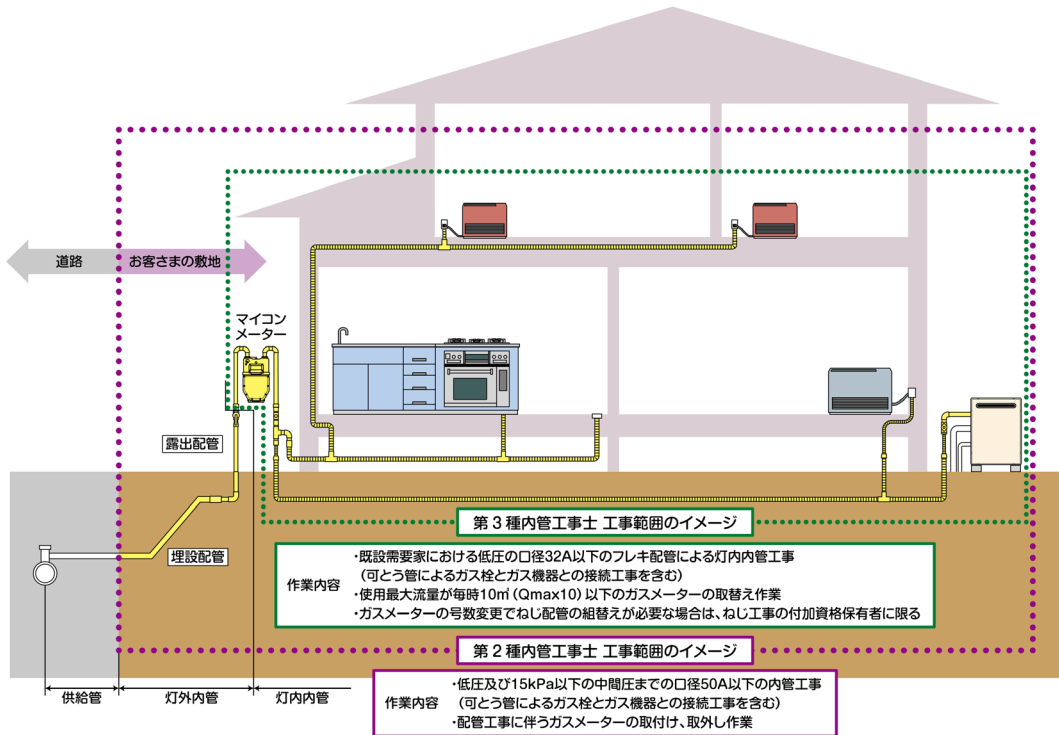 道路
お客さまの敷地
マイコン
メーター
露出配管
埋設配管
第3種内管工事士 工事範囲のイメージ
作業内容
・既設需要家における低圧の口径32A以下のフレキ配管による灯内内管工事
（可とう管によるガス栓とガス機器との接続工事を含む）
・使用最大流量が毎時10㎥（Qmax10）以下のガスメーターの取替え作業
・ガスメーターの号数変更でねじ配管の組替えが必要な場合は、ねじ工事の付加資格保有者に限る
第2種内管工事士 工事範囲のイメージ
供給管
灯外内管
灯内内管
作業内容
・低圧及び15kPa以下の中間圧までの口径50A以下の内管工事
（可とう管によるガス栓とガス機器との接続工事を含む）
・配管工事に伴うガスメーターの取付け、取外し作業